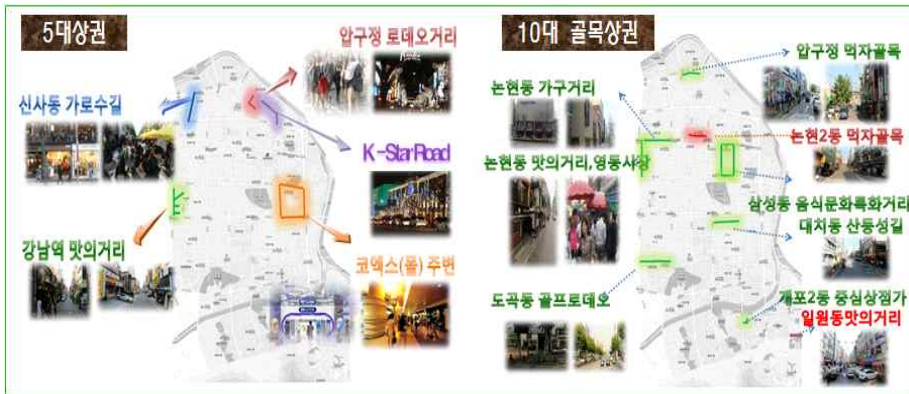 5대상권
압구정 로데오거리
신사동 가로수길
K-StarRoad
강남역 맛의거리
코엑스(몰) 주변
10대 골목상권
압구정 먹자골목
논현동 가구거리
논현2동 먹자골목
논현동 맛의거리,영동시장
삼성동 음식문화특화거리
대치동 산등성길
도곡동 골프로데오
개포2동 중심상점가
일원동맛의거리